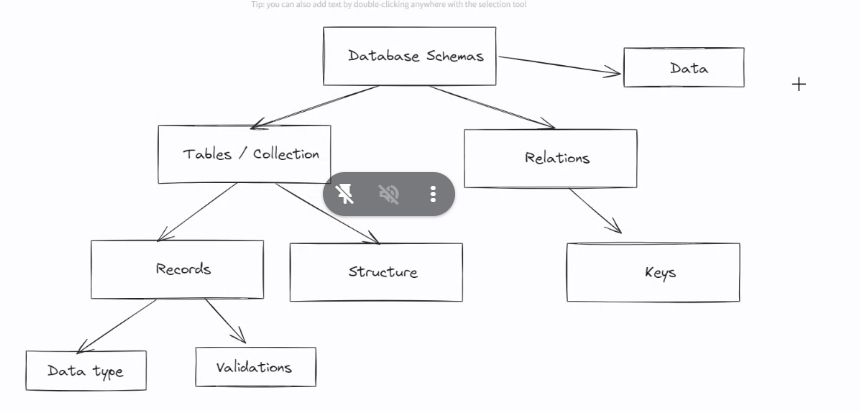 Tip: you can also add text by double-clicking anywhere with the selection tool
Database Schemas
Data
Tables / Collection
Relations
Records
Structure
Keys
Data type
Validations